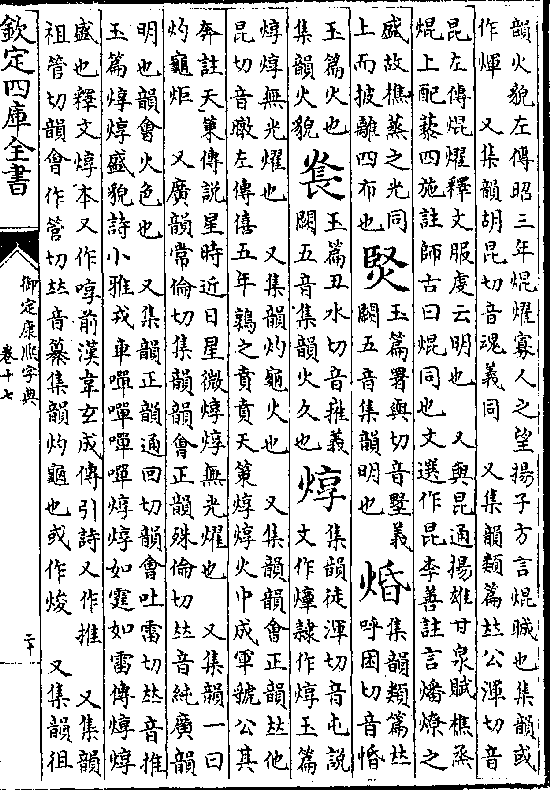 韻火貌左傳昭三年焜燿寡人之望揚子方言焜晠也集韻或
作煇 又集韻胡昆切音魂義同 又集韻類篇𠀤公渾切音
昆左傳焜燿釋文服虔云明也 又與昆通揚雄甘泉賦樵蒸
焜上配藜四施註師古曰焜同也文選作昆李善註言燔燎之
盛故樵蒸之光同
上而披離四布也
玉篇署與切音墅義
闕五音集韻明也
焝
集韻類篇𠀤
呼困切音惛
玉篇火也
集韻火貌
玉篇丑水切音推義
闕五音集韻火久也
焞
集韻徒渾切音屯說
文作𤏙隸作焞玉篇
焞焞無光燿也 又集韻灼龜火也 又集韻韻會正韻𠀤他
昆切音暾左傳僖五年鶉之賁賁天策焞焞火中成軍號公其
奔註天策傳說星時近日星微焞焞無光燿也 又集韻一曰
灼龜炬 又廣韻常倫切集韻韻會正韻殊倫切𠀤音純廣韻
明也韻會火色也 又集韻正韻通回切韻會吐雷切𠀤音推
玉篇焞焞盛貌詩小雅戎車嘽嘽嘽嘽焞焞如霆如雷傳焞焞
盛也釋文焞本又作啍前漢韋玄成傳引詩又作推 又集韻
祖管切韻會作管切𠀤音纂集韻灼龜也或作焌 又集韻徂
欽定四庫全書
御定康熙字典
卷十七
二十